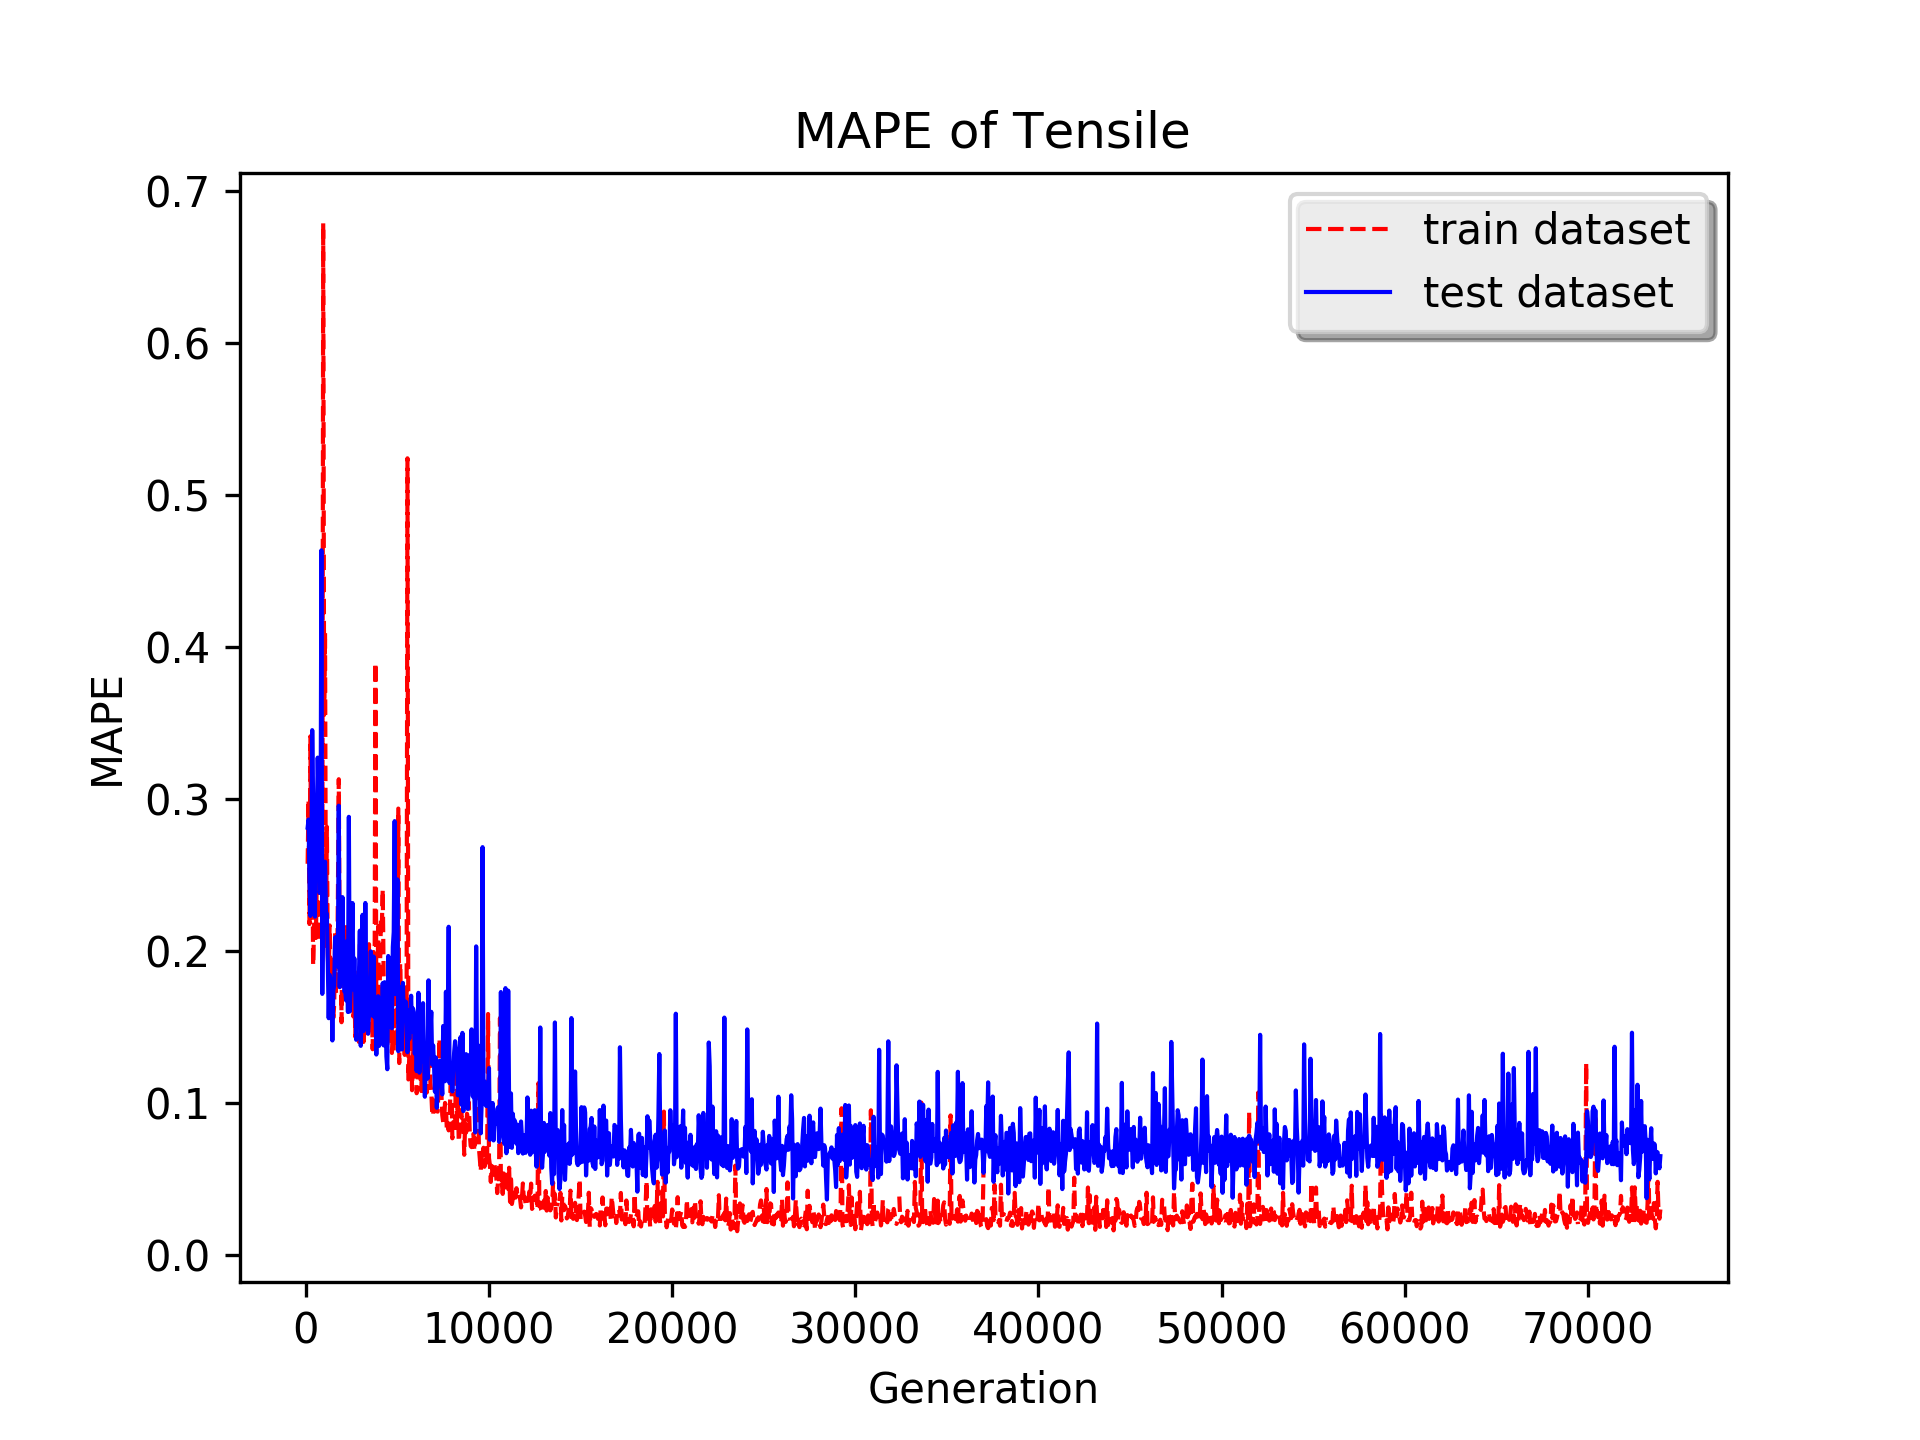 MAPE of Tensile
train dataset
test dataset
MAPE
0.7
0.6
0.5
0.4
0.3
0.2
0.1
0.0
0 10000 20000 30000 40000 50000 60000 70000
Generation